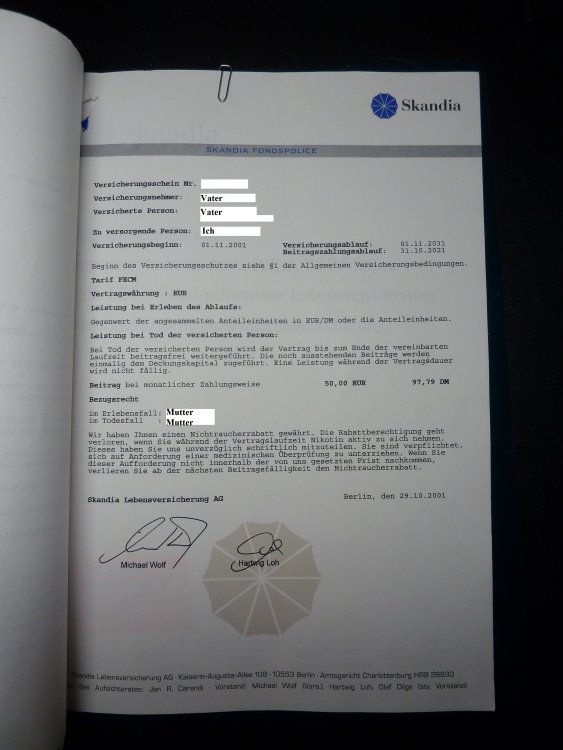 Skandia
SKANDIA FONDSPOLICE
Versicherungsschein Nr.
Versicherungsnehmer: Vater
Versicherte Person: Vater
Zu versorgende Person: Ich
Versicherungsbeginn: 01.11.2001 Versicherungsablauf: 01.11.2031
Beitragszahlungsablauf: 31.10.2021
Beginn des Versicherungsschutzes siehe §1 der Allgemeinen Versicherungsbedingungen.
Tarif FECM
Vertragswährung : EUR
Leistung bei Erleben des Ablaufs:
Gegenwert der angesammelten Anteileinheiten in EUR/DM oder die Anteileinheiten.
Leistung bei Tod der versicherten Person:
Bei Tod der versicherten Person wird der Vertrag bis zum Ende der vereinbarten
Laufzeit beitragsfrei weitergeführt. Die noch ausstehenden Beiträge werden
einmalig dem Deckungskapital zugeführt. Eine Leistung während der Vertragsdauer
wird nicht fällig.
Beitrag bei monatlicher Zahlungsweise 50,00 EUR 97,79 DM
Bezugsrecht
im Erlebensfall: Mutter
im Todesfall : Mutter
Wir haben Ihnen einen Nichtraucherrabatt gewährt. Die Rabattberechtigung geht
verloren, wenn Sie während der Vertragslaufzeit Nikotin aktiv zu sich nehmen.
Dieses haben Sie uns unverzüglich schriftlich mitzuteilen. Sie sind verpflichtet,
sich auf Anforderung einer medizinischen Überprüfung zu unterziehen. Wenn Sie
dieser Aufforderung nicht innerhalb der von uns gesetzten Frist nachkommen,
verlieren Sie ab der nächsten Beitragsfälligkeit den Nichtraucherrabatt.
Skandia Lebensversicherung AG Berlin, den 29.10.2001
Michael Wolf Hartwig Loh
Skandia Lebensversicherung AG · Kaiserin-Augusta-Allee 108 · 10553 Berlin · Amtsgericht Charlottenburg HRB 39933
des Aufsichtsrates: Jan R. Carendi · Vorstand: Michael Wolf (Vors.), Hartwig Loh, Olaf Dilge (stv. Vorstand)